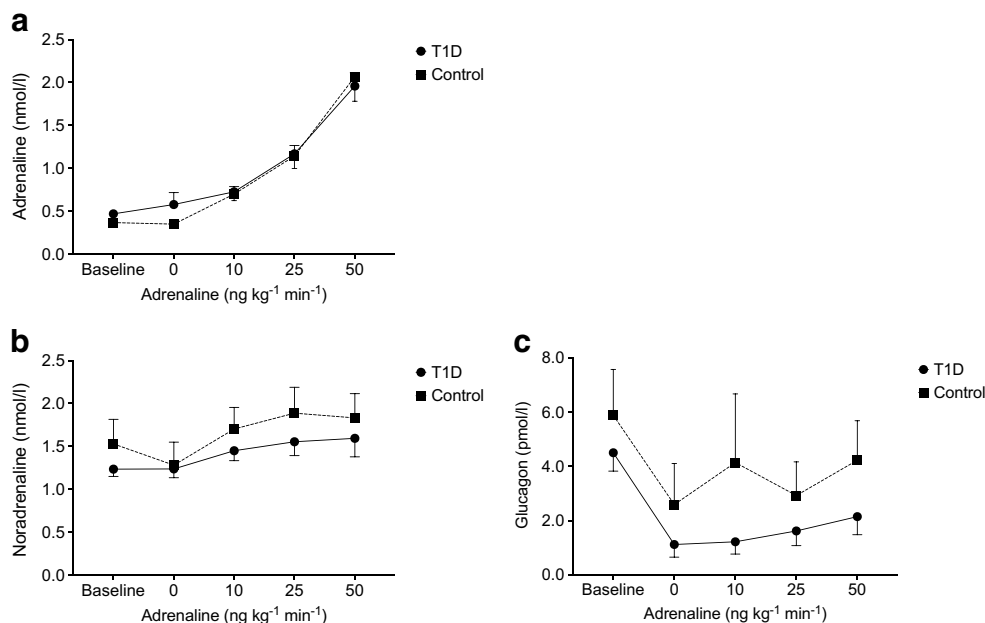 a
2.5
2.0
1.5
1.0
0.5
0.0
Adrenaline (nmol/l)
Baseline 0 10 25 50
Adrenaline (ng kg⁻¹ min⁻¹)
T1D
Control
b
2.5
2.0
1.5
1.0
0.5
0.0
Noradrenaline (nmol/l)
Baseline 0 10 25 50
Adrenaline (ng kg⁻¹ min⁻¹)
T1D
Control
c
8.0
6.0
4.0
2.0
0.0
Glucagon (pmol/l)
Baseline 0 10 25 50
Adrenaline (ng kg⁻¹ min⁻¹)
T1D
Control